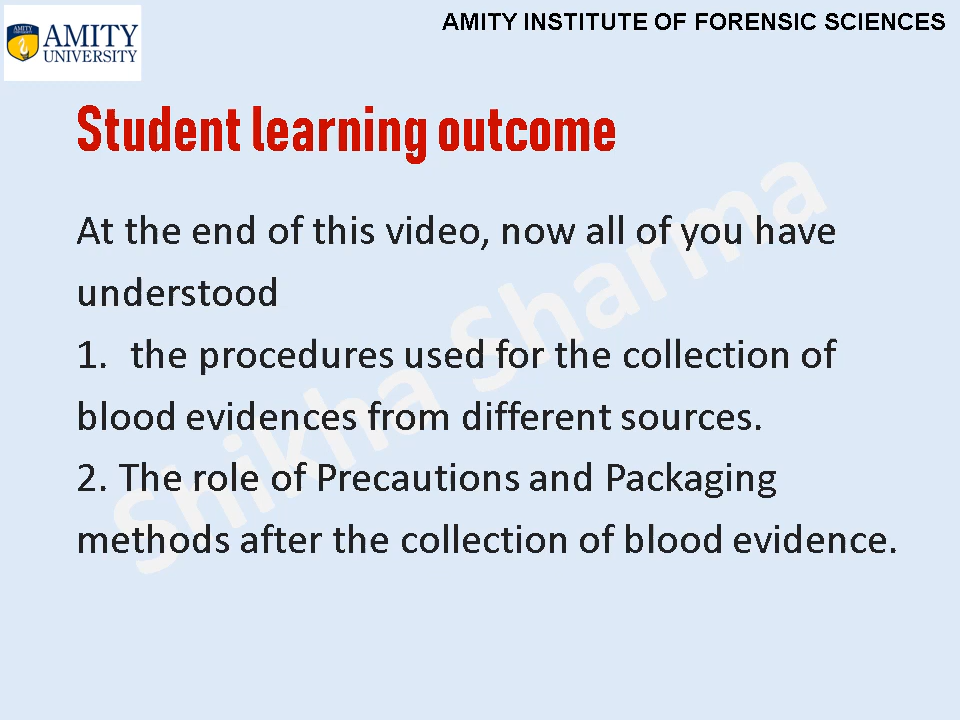 AMITY UNIVERSITY
AMITY INSTITUTE OF FORENSIC SCIENCES
Student learning outcome
At the end of this video, now all of you have
understood
1. the procedures used for the collection of
blood evidences from different sources.
2. The role of Precautions and Packaging
methods after the collection of blood evidence.
Shikha Sharma